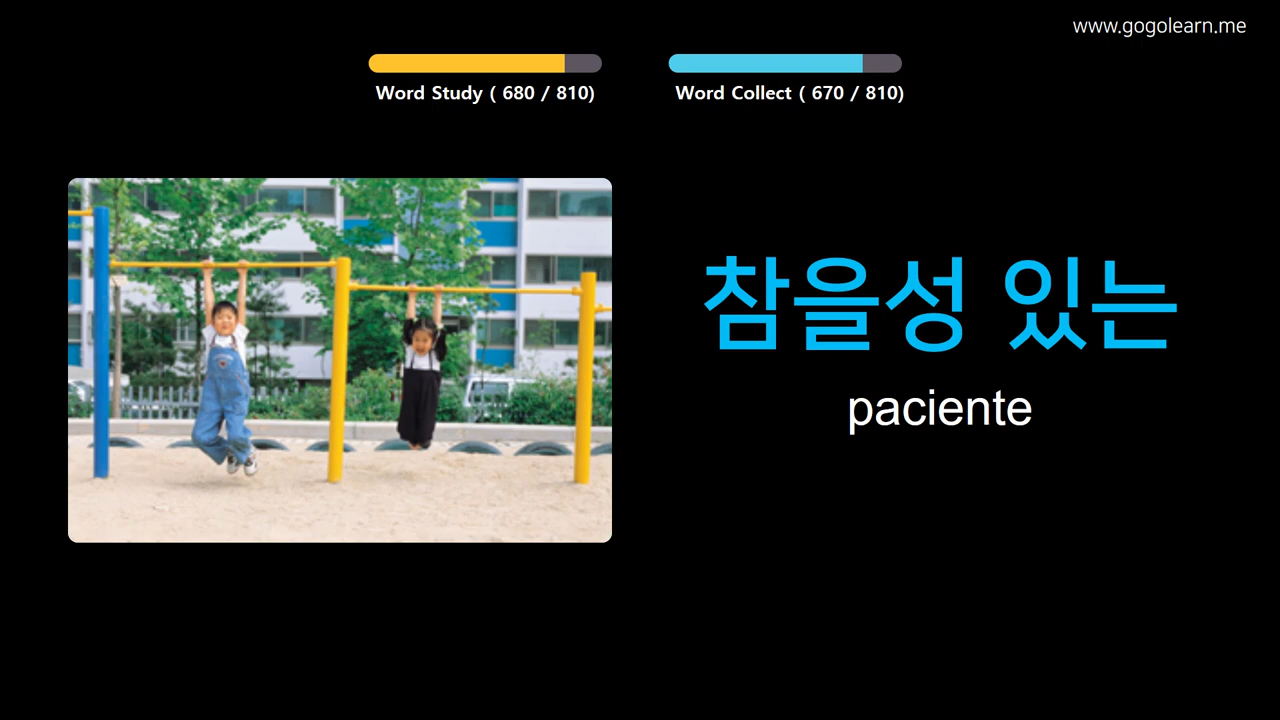 www.gogolearn.me
Word Study ( 680 / 810)
Word Collect ( 670 / 810)
참을성 있는
paciente